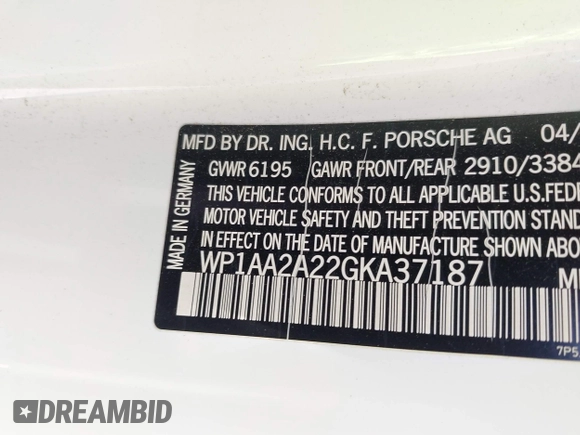 MFD BY DR. ING. H.C. F. PORSCHE AG 04/
GVWR 6195 GAWR FRONT/REAR 2910/3384
THIS VEHICLE CONFORMS TO ALL APPLICABLE U.S.FEDE
MOTOR VEHICLE SAFETY AND THEFT PREVENTION STAND
IN EFFECT ON THE DATE OF MANUFACTURE SHOWN ABO
WP1AA2A22GKA37187
MADE IN GERMANY
7P5
DREAMBID